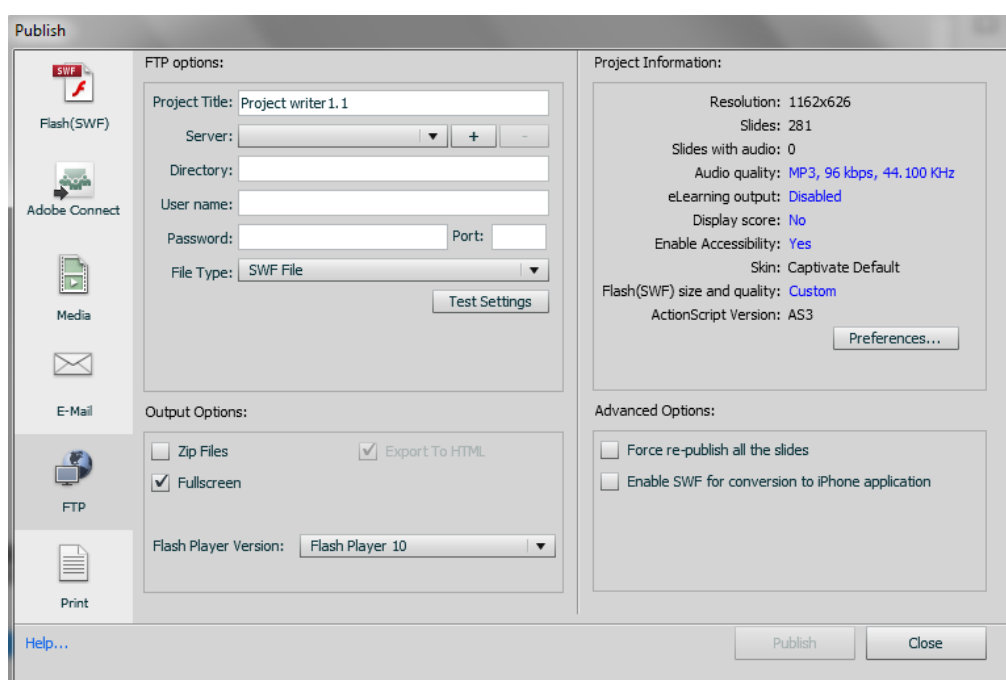 Publish
SWF
Flash(SWF)
Adobe Connect
Media
E-Mail
FTP
Print
FTP options:
Project Title: Project writer1.1
Server: + -
Directory:
User name:
Password: Port:
File Type: SWF File
Test Settings
Output Options:
Zip Files Export To HTML
Fullscreen
Flash Player Version: Flash Player 10
Project Information:
Resolution: 1162x626
Slides: 281
Slides with audio: 0
Audio quality: MP3, 96 kbps, 44.100 KHz
eLearning output: Disabled
Display score: No
Enable Accessibility: Yes
Skin: Captivate Default
Flash(SWF) size and quality: Custom
ActionScript Version: AS3
Preferences...
Advanced Options:
Force re-publish all the slides
Enable SWF for conversion to iPhone application
Help...
Publish Close